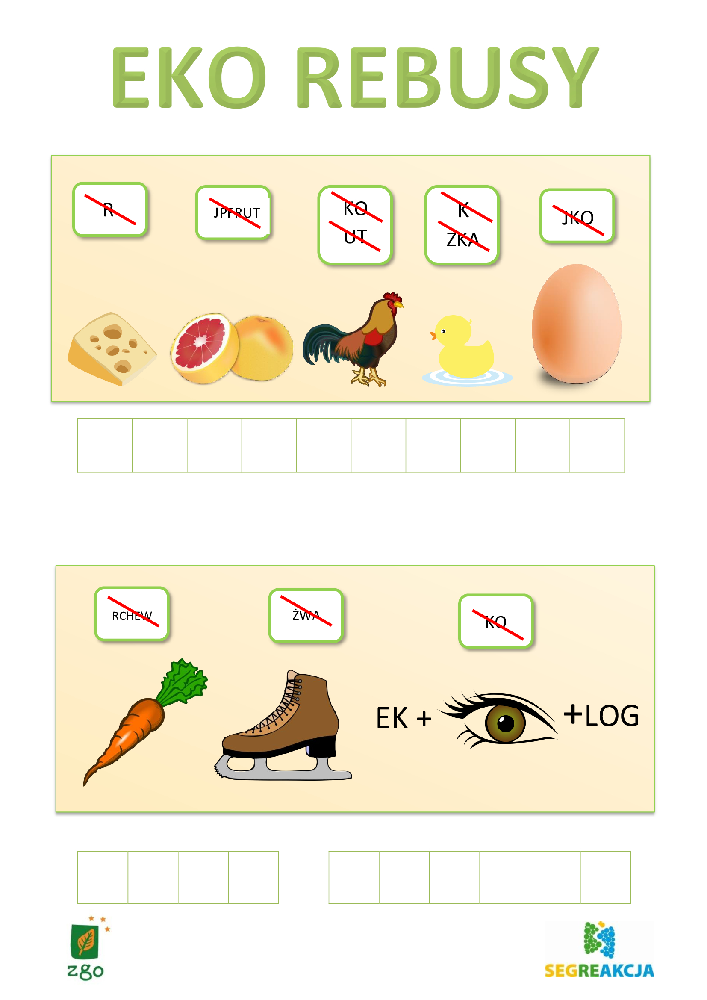 EKO REBUSY
R
JPFRUT
KO
UT
K
ZKA
JKO
RCHEW
ŻWA
KO
EK + +LOG
zgo
SEGREAKCJA